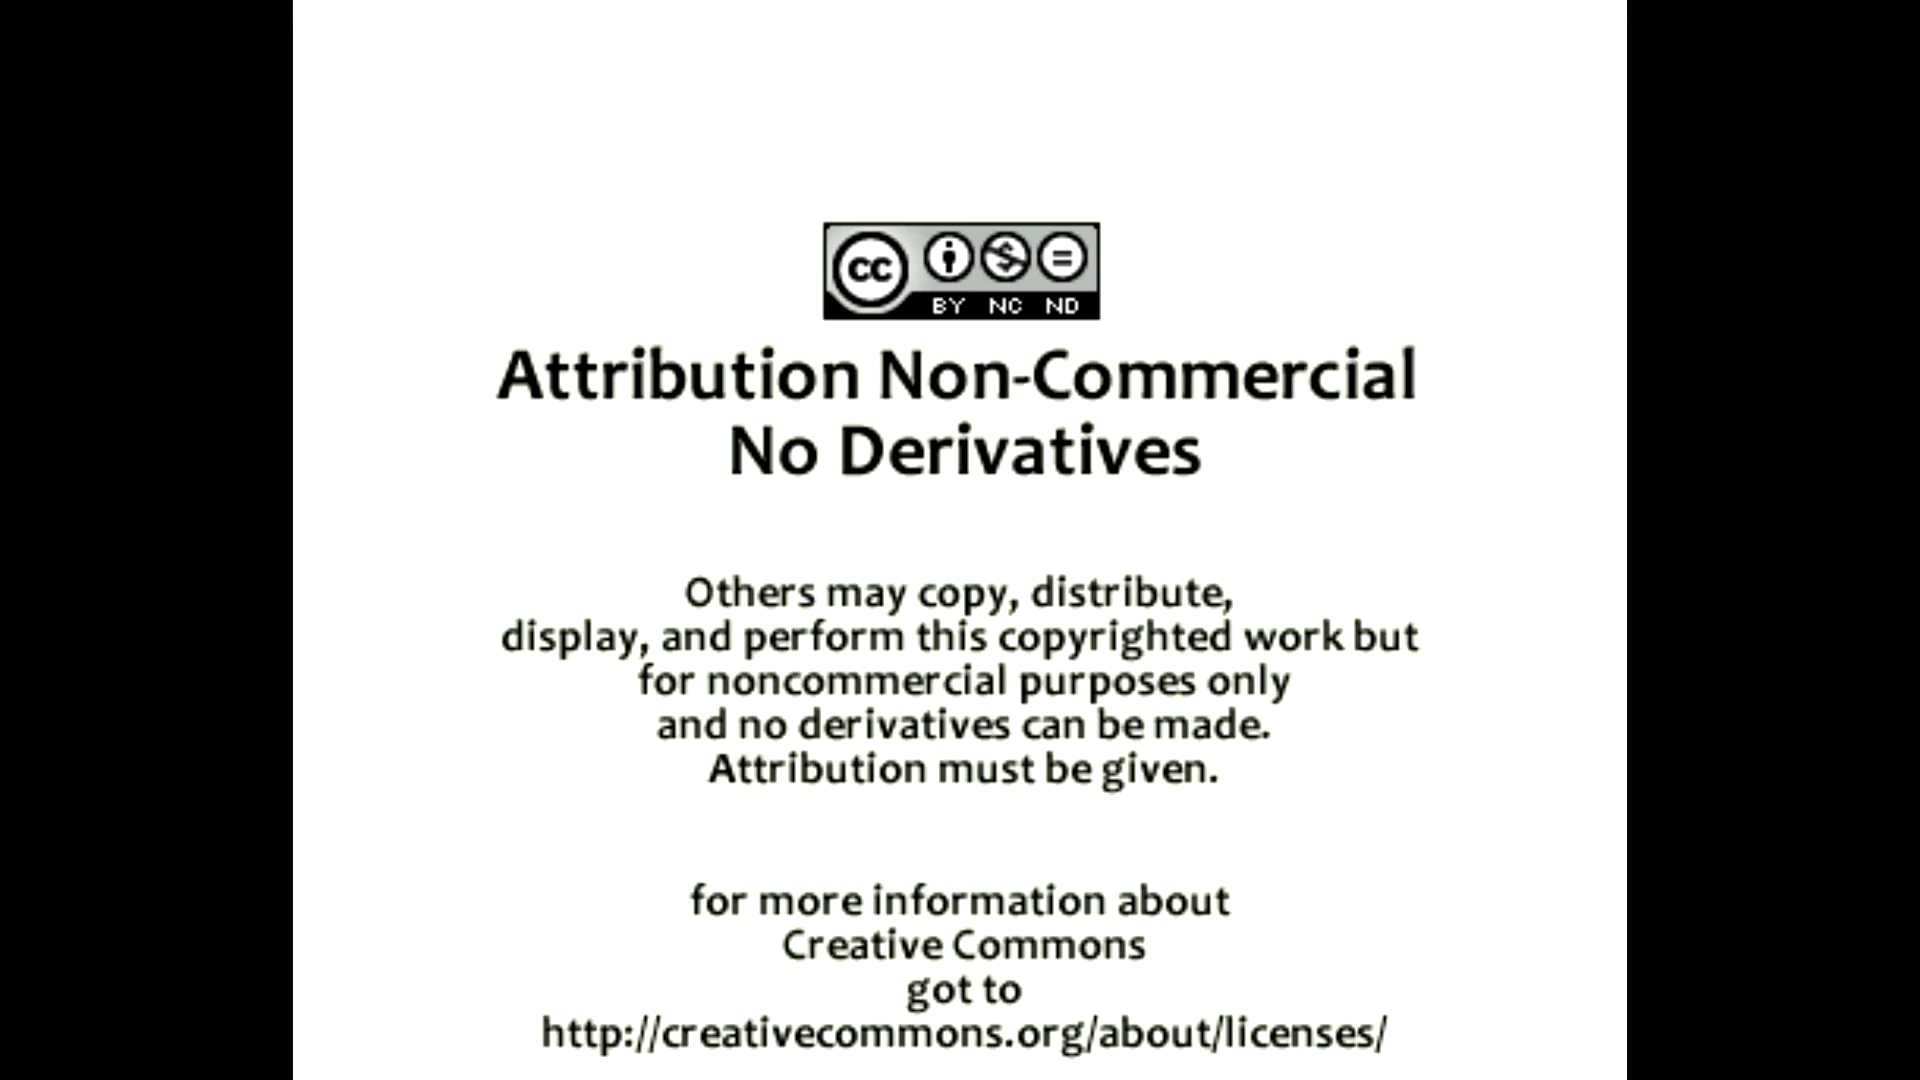 cc
BY NC ND
Attribution Non-Commercial
No Derivatives
Others may copy, distribute,
display, and perform this copyrighted work but
for noncommercial purposes only
and no derivatives can be made.
Attribution must be given.
for more information about
Creative Commons
got to
http://creativecommons.org/about/licenses/